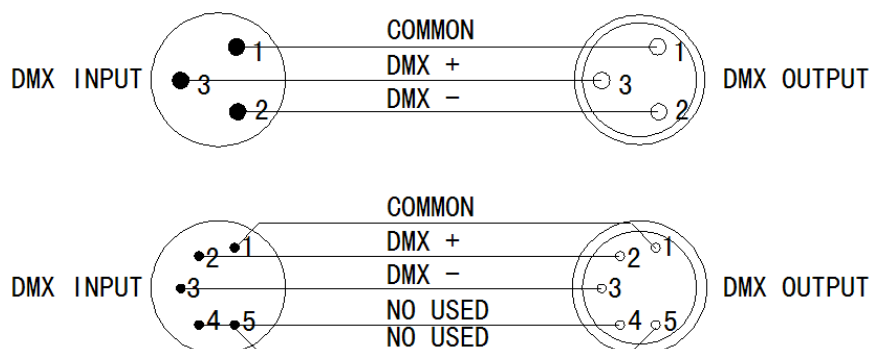 COMMON
1 1
DMX +
DMX INPUT 3 3 DMX OUTPUT
DMX -
2 2
COMMON
1 1
DMX +
2 2
DMX -
DMX INPUT 3 3 DMX OUTPUT
NO USED
4 5 4 5
NO USED